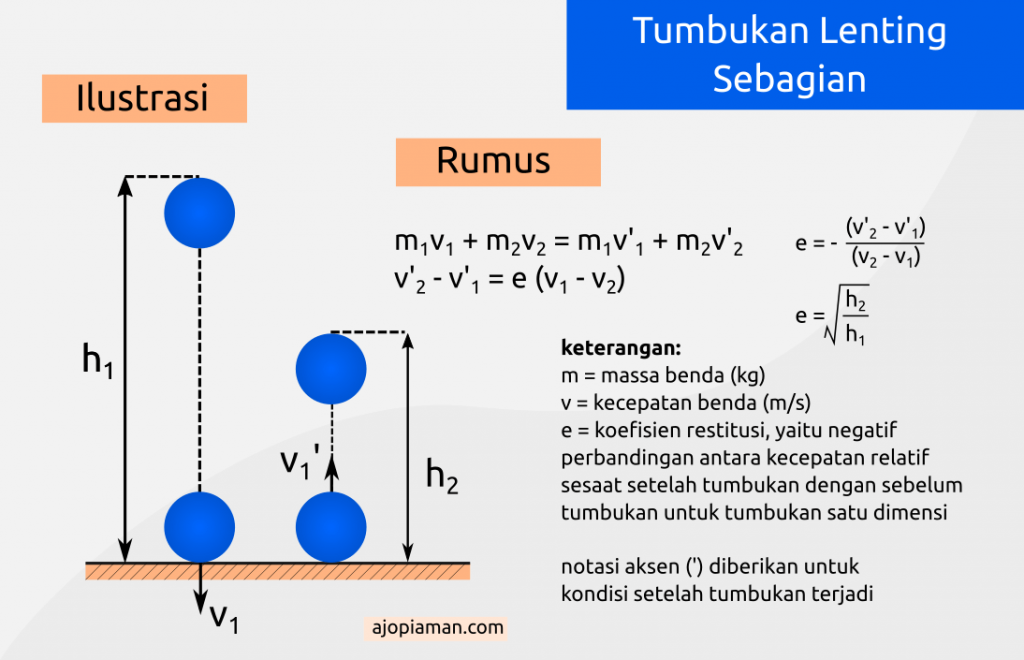 Tumbukan Lenting
Sebagian
Ilustrasi
Rumus
m₁v₁ + m₂v₂ = m₁v'₁ + m₂v'₂
v'₂ - v'₁ = e (v₁ - v₂)
e = - (v'₂ - v'₁)
(v₂ - v₁)
e = √h₂
h₁
h₁
v₁'
h₂
v₁
keterangan:
m = massa benda (kg)
v = kecepatan benda (m/s)
e = koefisien restitusi, yaitu negatif
perbandingan antara kecepatan relatif
sesaat setelah tumbukan dengan sebelum
tumbukan untuk tumbukan satu dimensi
notasi aksen (') diberikan untuk
kondisi setelah tumbukan terjadi
ajopiaman.com